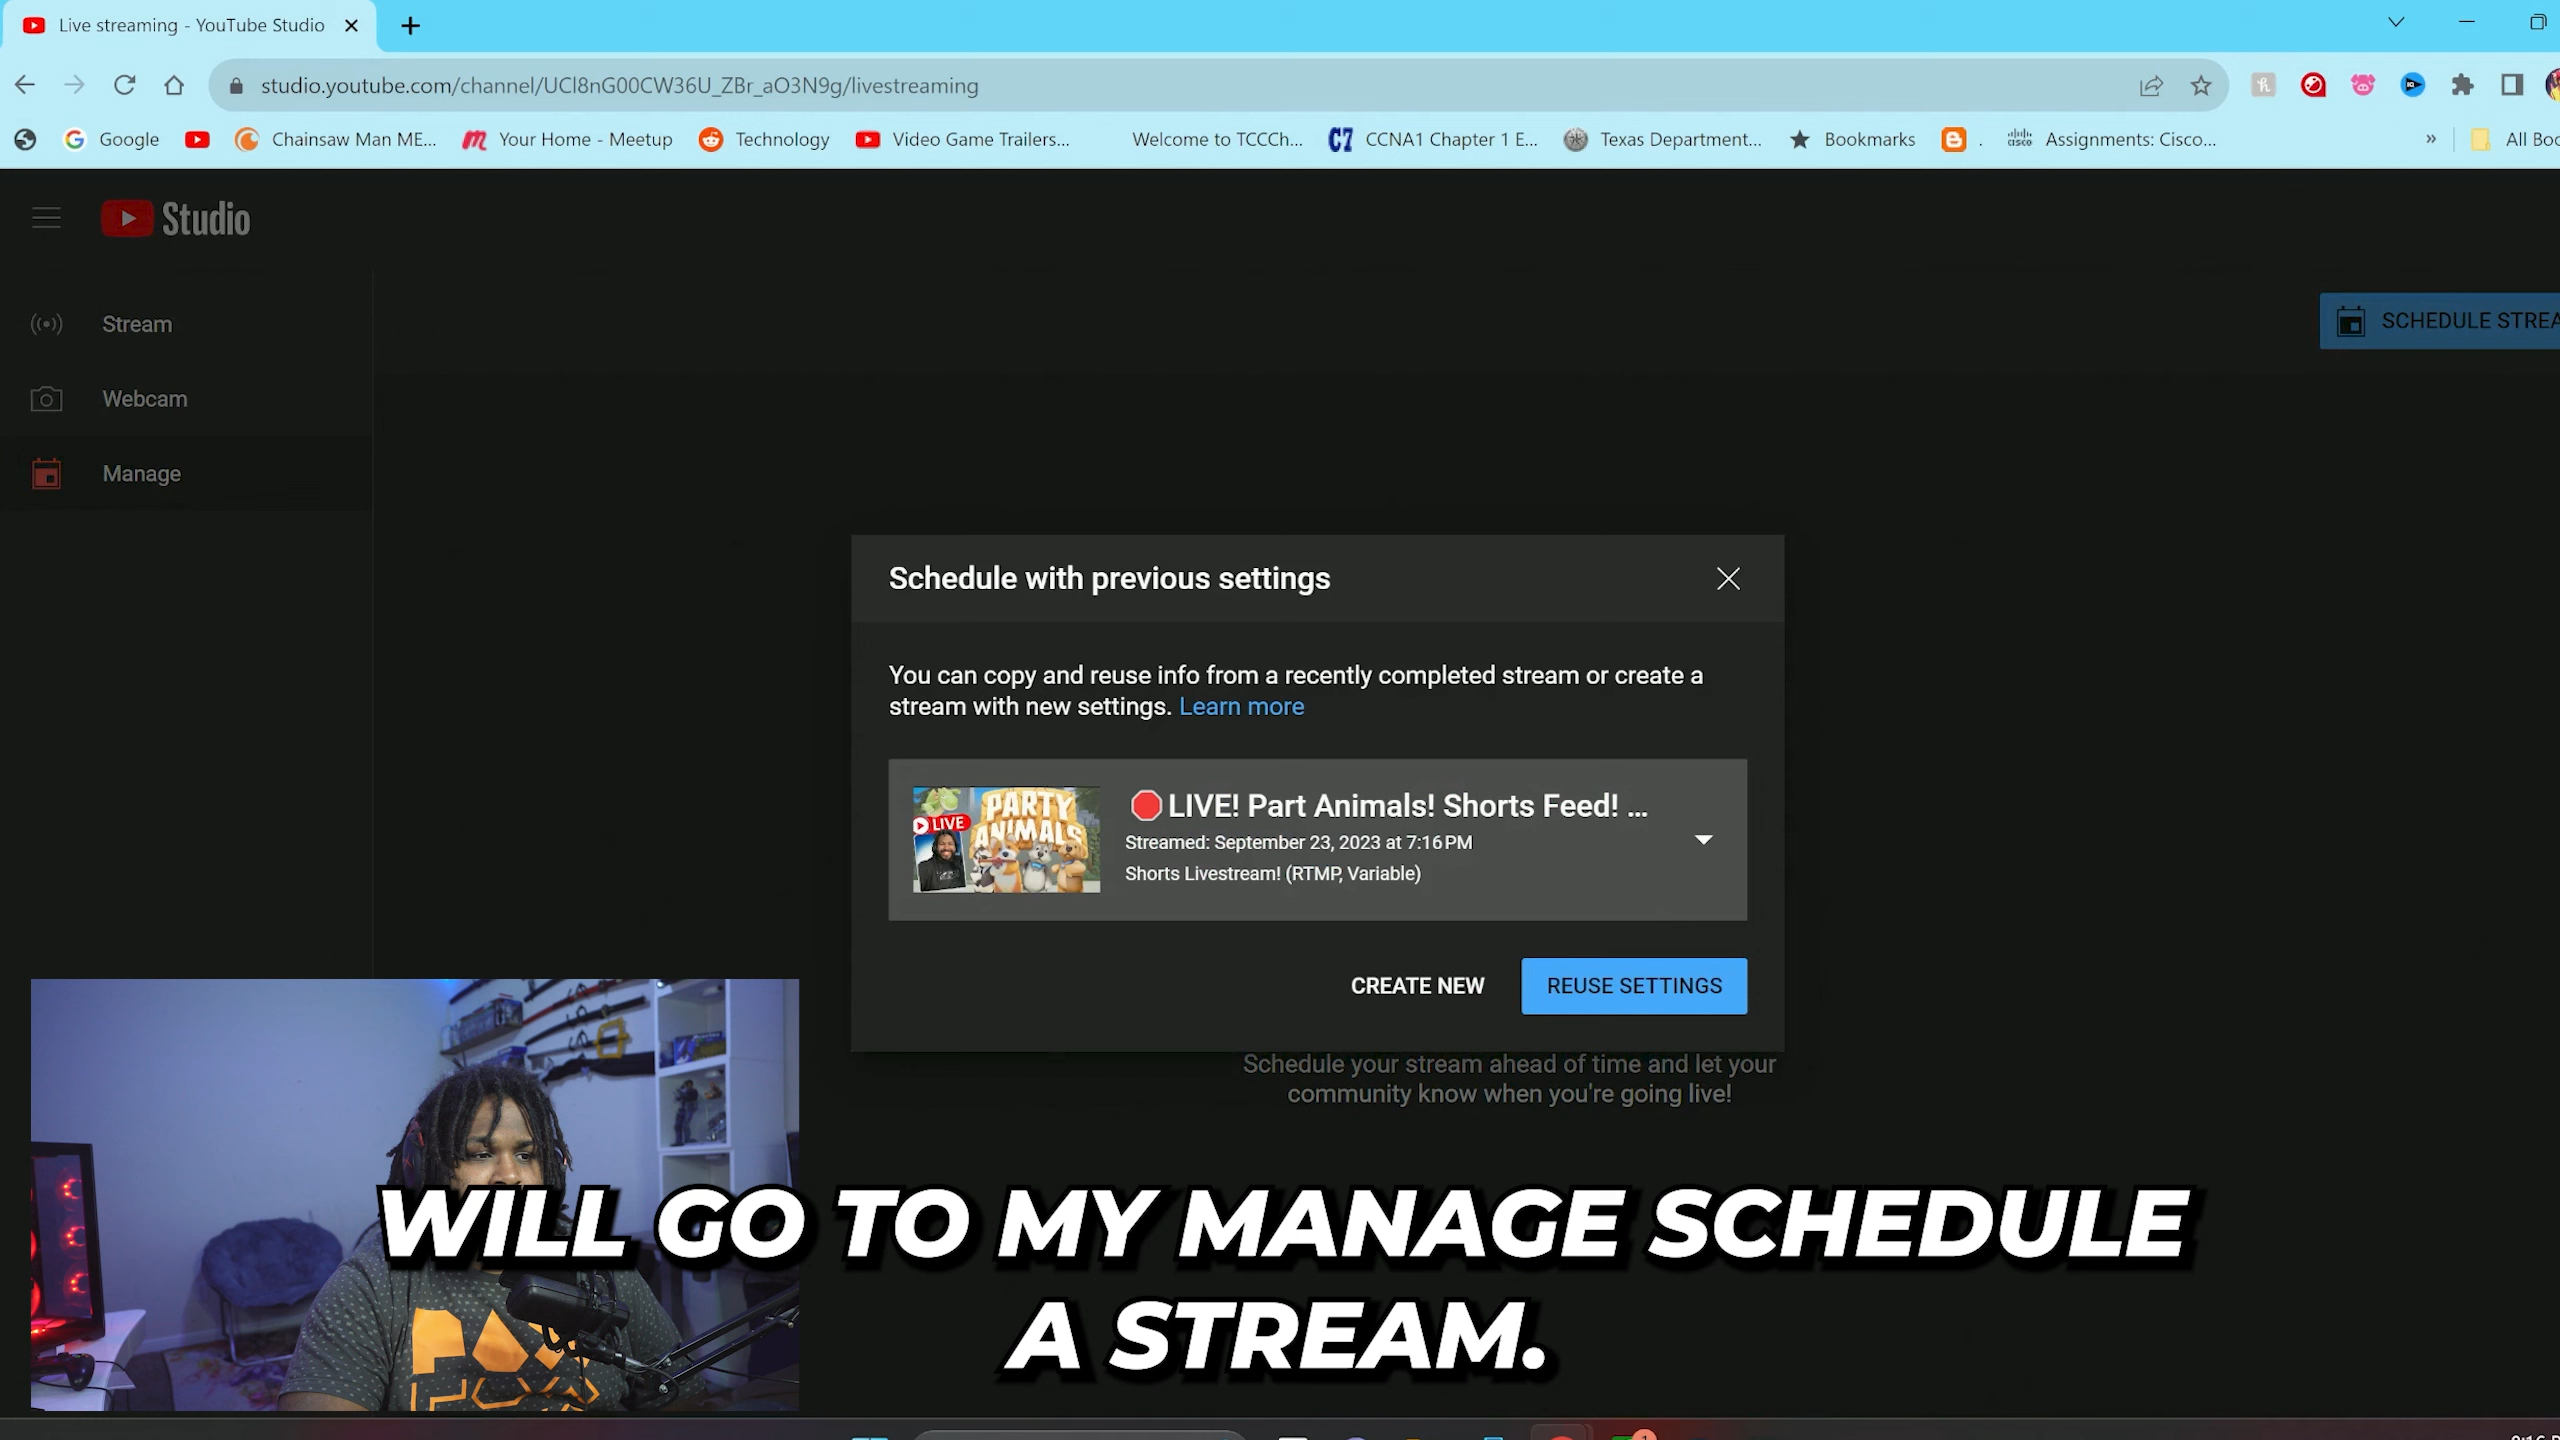 Live streaming - YouTube Studio
studio.youtube.com/channel/UCl8nG00CW36U_ZBr_aO3N9g/livestreaming
Google
Chainsaw Man ME...
Your Home - Meetup
Technology
Video Game Trailers...
Welcome to TCCCh...
C7 CCNA1 Chapter 1 E...
Texas Department...
Bookmarks
.
cisco Assignments: Cisco...
»
All Boo
Studio
Stream
SCHEDULE STREA
Webcam
Manage
Schedule with previous settings
You can copy and reuse info from a recently completed stream or create a
stream with new settings. Learn more
LIVE
PARTY
ANIMALS
LIVE! Part Animals! Shorts Feed! ...
Streamed: September 23, 2023 at 7:16 PM
Shorts Livestream! (RTMP, Variable)
CREATE NEW
REUSE SETTINGS
Schedule your stream ahead of time and let your
community know when you're going live!
WILL GO TO MY MANAGE SCHEDULE
A STREAM.